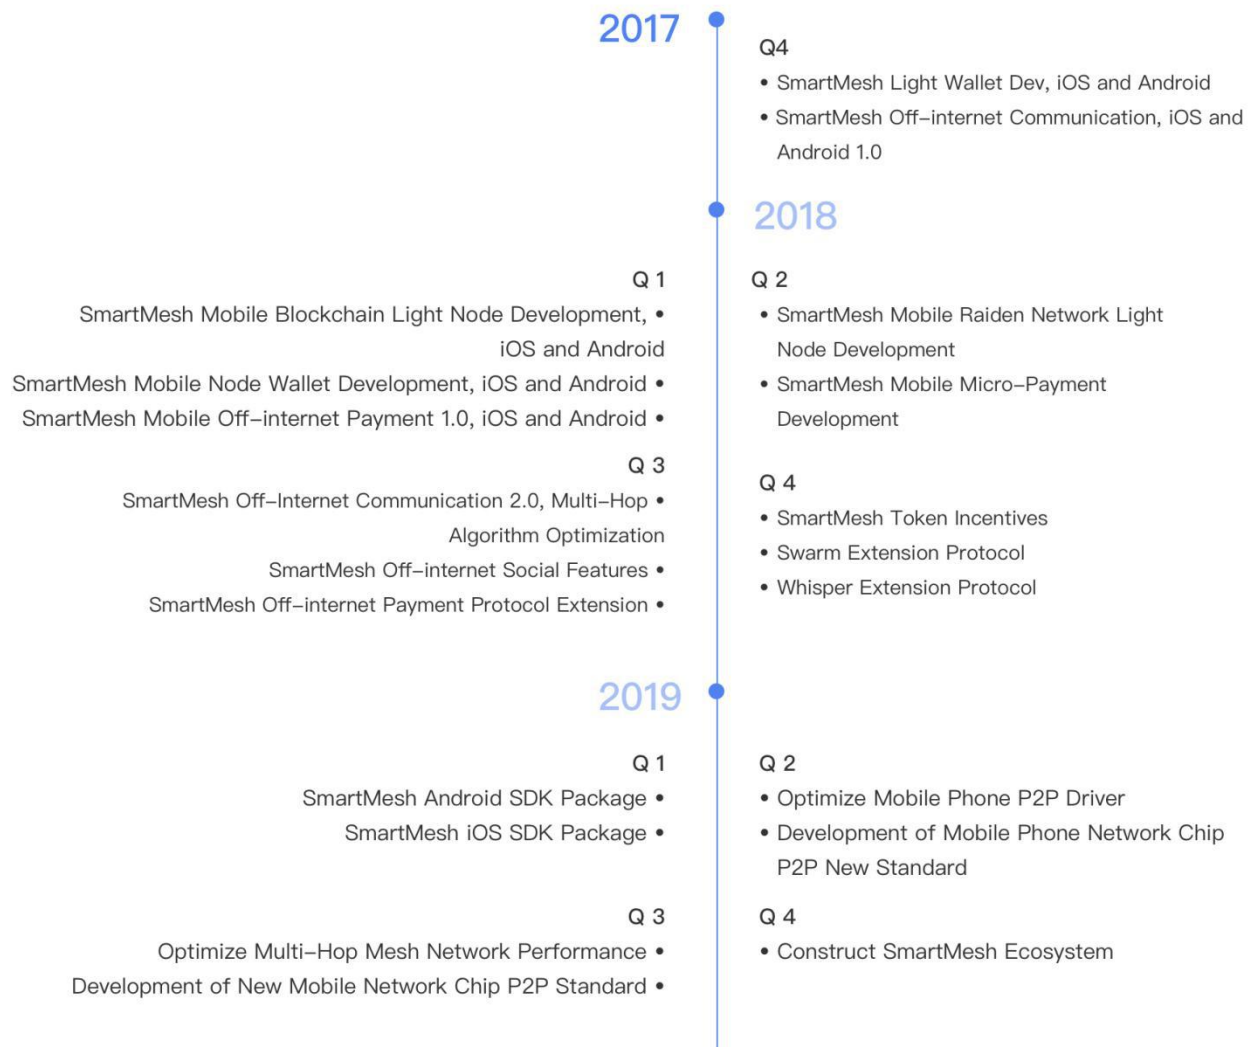 2017
Q4
• SmartMesh Light Wallet Dev, iOS and Android
• SmartMesh Off–internet Communication, iOS and
Android 1.0
2018
Q 1
SmartMesh Mobile Blockchain Light Node Development, •
iOS and Android
SmartMesh Mobile Node Wallet Development, iOS and Android •
SmartMesh Mobile Off–internet Payment 1.0, iOS and Android •
Q 2
• SmartMesh Mobile Raiden Network Light
Node Development
• SmartMesh Mobile Micro–Payment
Development
Q 3
SmartMesh Off–Internet Communication 2.0, Multi–Hop •
Algorithm Optimization
SmartMesh Off–internet Social Features •
SmartMesh Off–internet Payment Protocol Extension •
Q 4
• SmartMesh Token Incentives
• Swarm Extension Protocol
• Whisper Extension Protocol
2019
Q 1
SmartMesh Android SDK Package •
SmartMesh iOS SDK Package •
Q 2
• Optimize Mobile Phone P2P Driver
• Development of Mobile Phone Network Chip
P2P New Standard
Q 3
Optimize Multi–Hop Mesh Network Performance •
Development of New Mobile Network Chip P2P Standard •
Q 4
• Construct SmartMesh Ecosystem